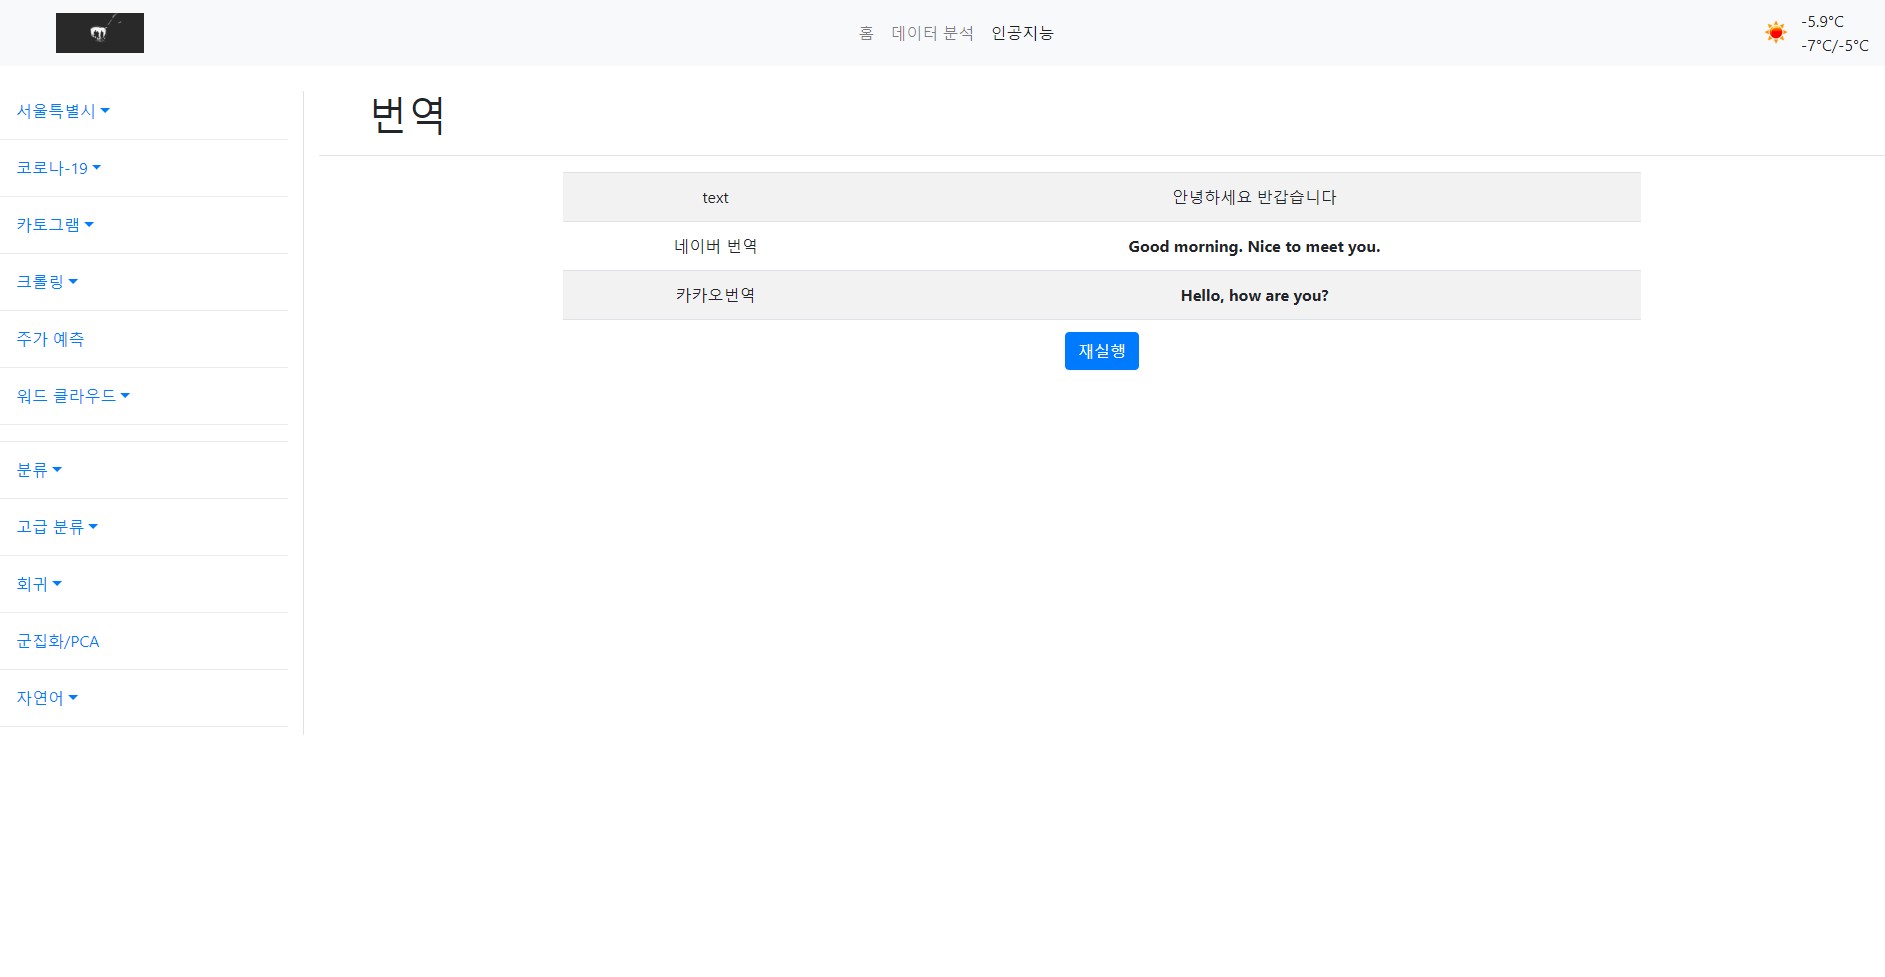 홈 데이터 분석 인공지능
-5.9°C
-7°C/-5°C
서울특별시
코로나-19
카토그램
크롤링
주가 예측
워드 클라우드
분류
고급 분류
회귀
군집화/PCA
자연어
번역
text 안녕하세요 반갑습니다
네이버 번역 Good morning. Nice to meet you.
카카오번역 Hello, how are you?
재실행